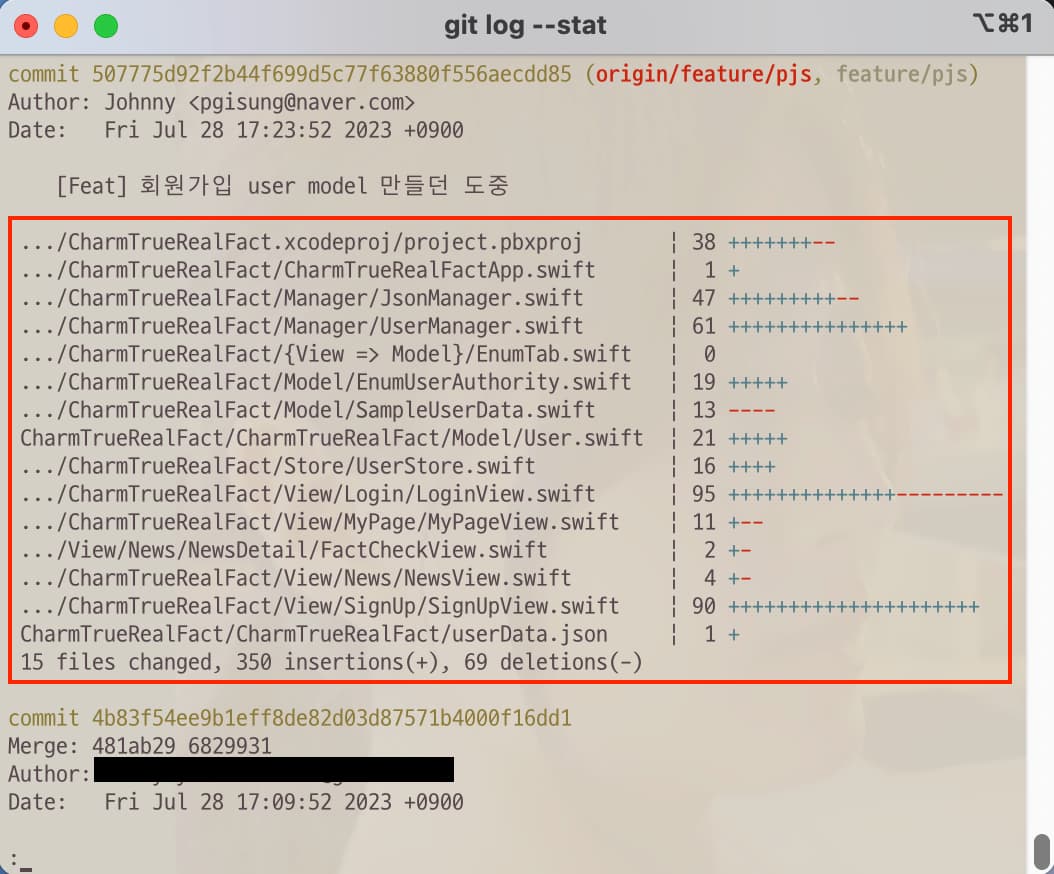 git log --stat
⌥⌘1
commit 507775d92f2b44f699d5c77f63880f556aecdd85 (origin/feature/pjs, feature/pjs)
Author: Johnny <pgisung@naver.com>
Date:   Fri Jul 28 17:23:52 2023 +0900
[Feat] 회원가입 user model 만들던 도중
.../CharmTrueRealFact.xcodeproj/project.pbxproj | 38 +++++++--
.../CharmTrueRealFact/CharmTrueRealFactApp.swift | 1 +
.../CharmTrueRealFact/Manager/JsonManager.swift | 47 +++++++++--
.../CharmTrueRealFact/Manager/UserManager.swift | 61 +++++++++++++++
.../CharmTrueRealFact/{View => Model}/EnumTab.swift | 0
.../CharmTrueRealFact/Model/EnumUserAuthority.swift | 19 +++++
.../CharmTrueRealFact/Model/SampleUserData.swift | 13 ----
CharmTrueRealFact/CharmTrueRealFact/Model/User.swift | 21 +++++
.../CharmTrueRealFact/Store/UserStore.swift | 16 ++++
.../CharmTrueRealFact/View/Login/LoginView.swift | 95 ++++++++++++++---------
.../CharmTrueRealFact/View/MyPage/MyPageView.swift | 11 +--
.../View/News/NewsDetail/FactCheckView.swift | 2 +-
.../CharmTrueRealFact/View/News/NewsView.swift | 4 +-
.../CharmTrueRealFact/View/SignUp/SignUpView.swift | 90 +++++++++++++++++++++
CharmTrueRealFact/CharmTrueRealFact/userData.json | 1 +
15 files changed, 350 insertions(+), 69 deletions(-)
commit 4b83f54ee9b1eff8de82d03d87571b4000f16dd1
Merge: 481ab29 6829931
Author:
Date:   Fri Jul 28 17:09:52 2023 +0900
: